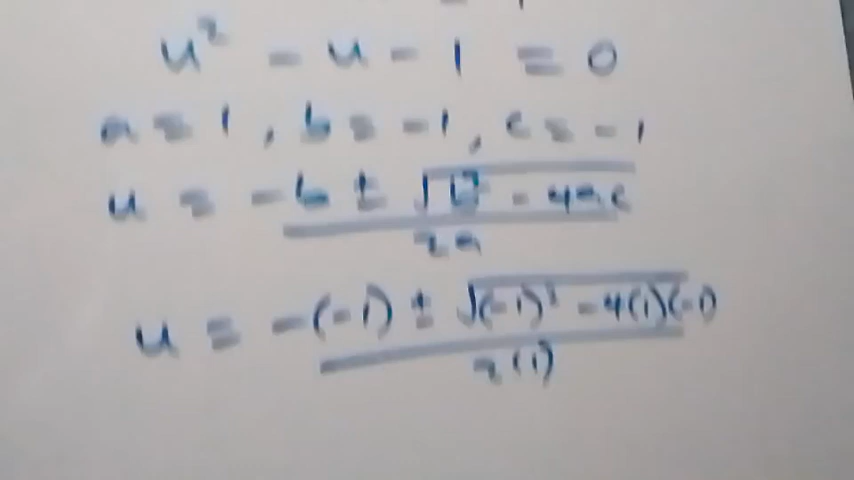 u² - u - 1 = 0
a = 1, b = -1, c = -1
u = -b ± √b² - 4ac / 2a
u = -(-1) ± √(-1)² - 4(1)(-1) / 2(1)